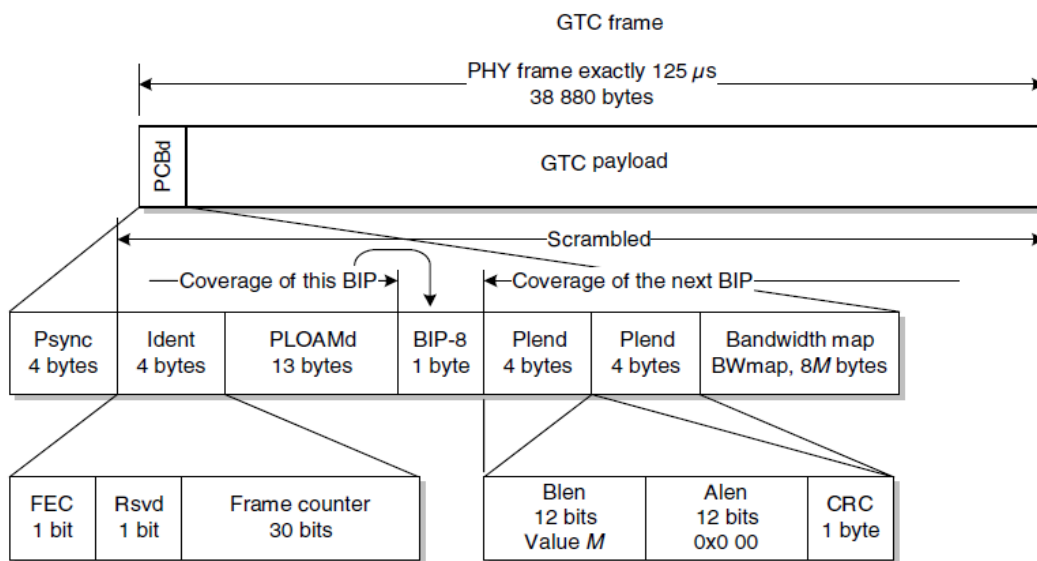 GTC frame
PHY frame exactly 125 µs
38 880 bytes
PCBd
GTC payload
Scrambled
Coverage of this BIP
Coverage of the next BIP
Psync
4 bytes
Ident
4 bytes
PLOAMd
13 bytes
BIP-8
1 byte
Plend
4 bytes
Plend
4 bytes
Bandwidth map
BWmap, 8M bytes
FEC
1 bit
Rsvd
1 bit
Frame counter
30 bits
Blen
12 bits
Value M
Alen
12 bits
0x0 00
CRC
1 byte